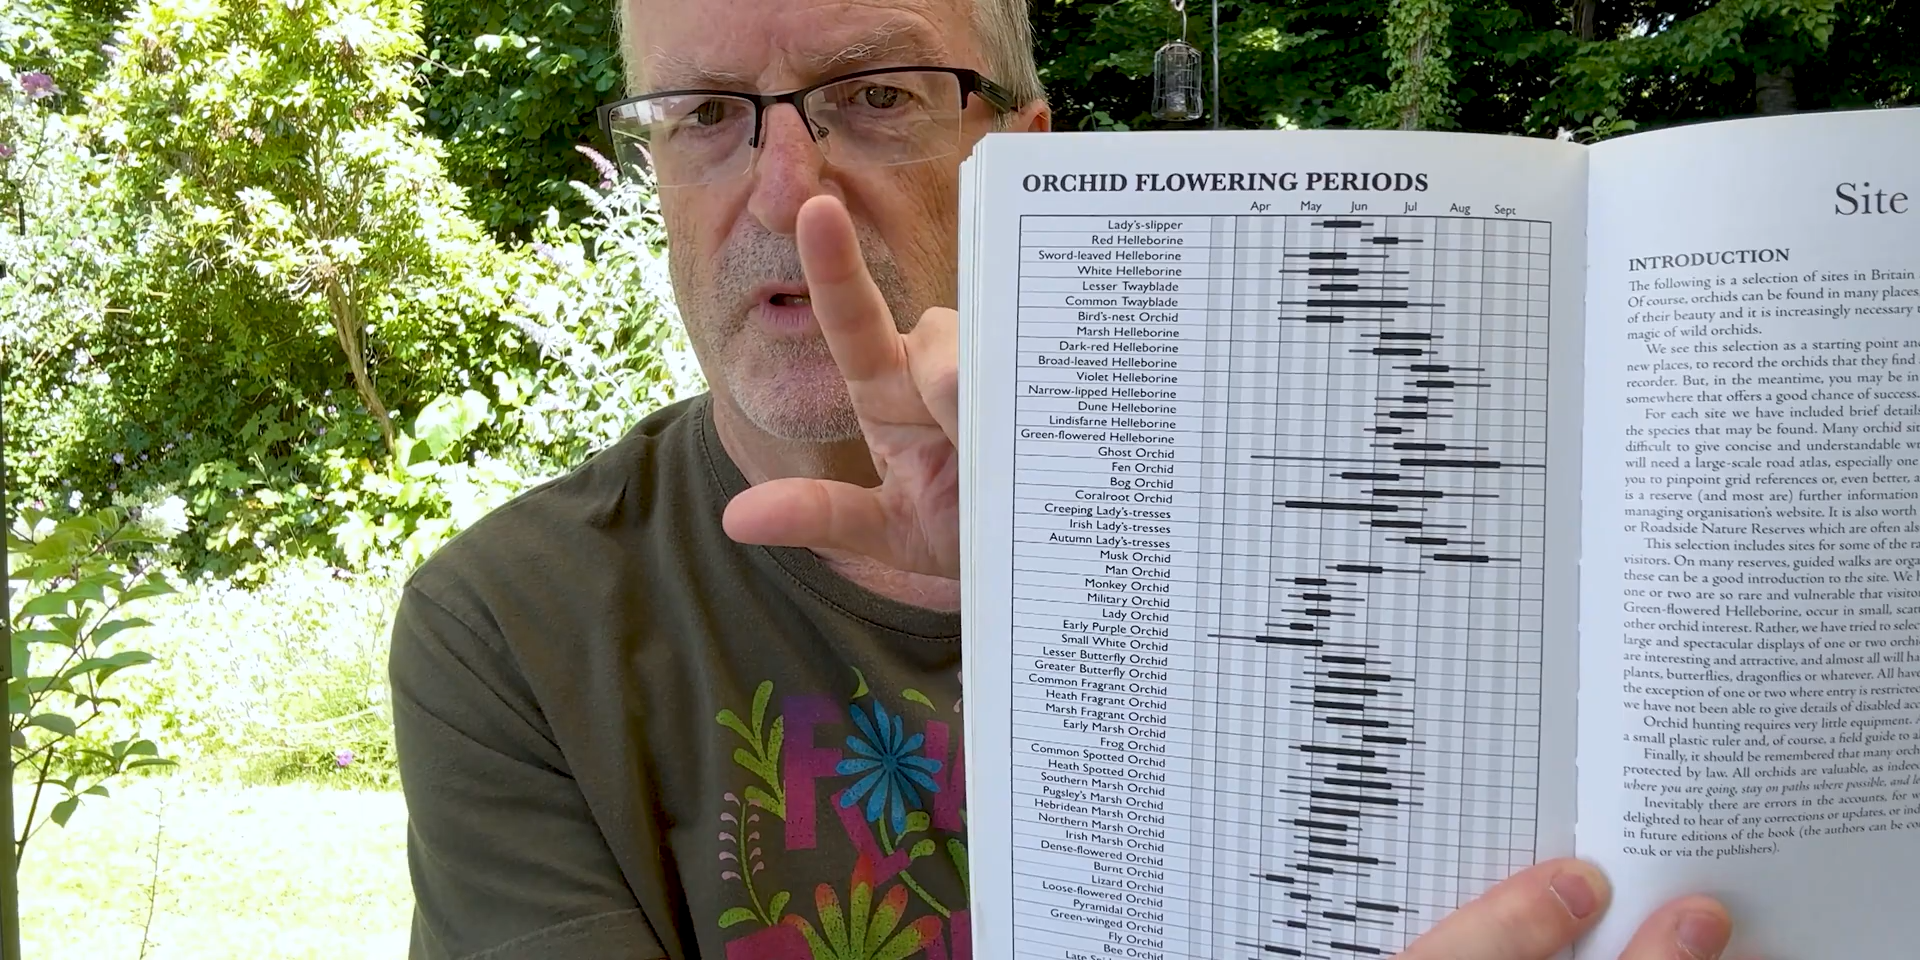 ORCHID FLOWERING PERIODS
Apr May Jun Jul Aug Sept
Lady's-slipper
Red Helleborine
Sword-leaved Helleborine
White Helleborine
Lesser Twayblade
Common Twayblade
Bird's-nest Orchid
Marsh Helleborine
Dark-red Helleborine
Broad-leaved Helleborine
Violet Helleborine
Narrow-lipped Helleborine
Dune Helleborine
Lindisfarne Helleborine
Green-flowered Helleborine
Ghost Orchid
Fen Orchid
Bog Orchid
Coralroot Orchid
Creeping Lady's-tresses
Irish Lady's-tresses
Autumn Lady's-tresses
Musk Orchid
Man Orchid
Monkey Orchid
Military Orchid
Lady Orchid
Early Purple Orchid
Small White Orchid
Lesser Butterfly Orchid
Greater Butterfly Orchid
Common Fragrant Orchid
Heath Fragrant Orchid
Marsh Fragrant Orchid
Early Marsh Orchid
Frog Orchid
Common Spotted Orchid
Heath Spotted Orchid
Southern Marsh Orchid
Pugsley's Marsh Orchid
Hebridean Marsh Orchid
Northern Marsh Orchid
Irish Marsh Orchid
Dense-flowered Orchid
Burnt Orchid
Lizard Orchid
Loose-flowered Orchid
Pyramidal Orchid
Green-winged Orchid
Fly Orchid
Bee Orchid
Late
Site
INTRODUCTION
The following is a selection of sites in Britain
Of course, orchids can be found in many places
of their beauty and it is increasingly necessary
magic of wild orchids.
We see this selection as a starting point and
new places, to record the orchids that they find
recorder. But, in the meantime, you may be in
somewhere that offers a good chance of success.
For each site we have included brief details
the species that may be found. Many orchid
difficult to give concise and understandable
will need a large-scale road atlas, especially one
you to pinpoint grid references or, even better,
is a reserve (and most are) further information
managing organisation's website. It is also worth
or Roadside Nature Reserves which are often
This selection includes sites for some of the
visitors. On many reserves, guided walks are
these can be a good introduction to the site. We
one or two are so rare and vulnerable that
Green-flowered Helleborine, occur in small,
other orchid interest. Rather, we have tried to
large and spectacular displays of one or two
are interesting and attractive, and almost all will
plants, butterflies, dragonflies or whatever. All
the exception of one or two where entry is restricted
we have not been able to give details of disabled
Orchid hunting requires very little equipment.
a small plastic ruler and, of course, a field guide to
Finally, it should be remembered that many
protected by law. All orchids are valuable, as
where you are going, stay on paths where possible, and
Inevitably there are errors in the accounts, for
delighted to hear of any corrections or updates, or
in future editions of the book (the authors can be
co.uk or via the publishers).